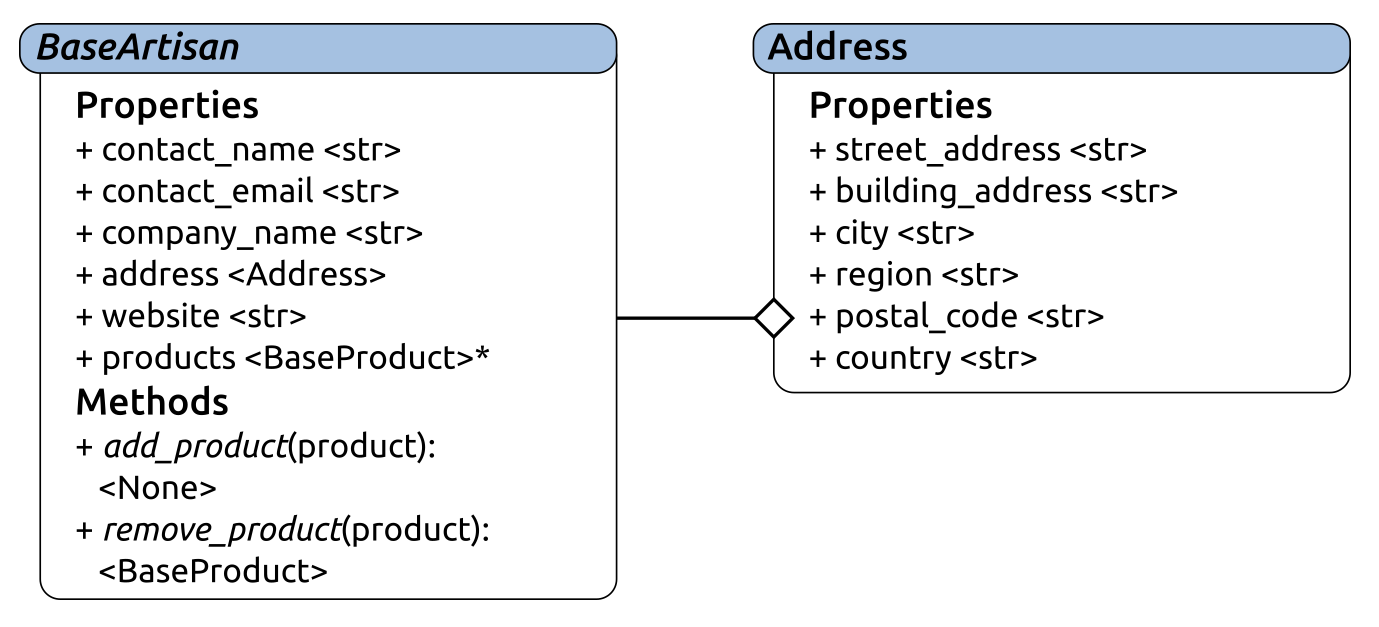 BaseArtisan
Properties
+ contact_name <str>
+ contact_email <str>
+ company_name <str>
+ address <Address>
+ website <str>
+ products <BaseProduct>*
Methods
+ add_product(product):
<None>
+ remove_product(product):
<BaseProduct>
Address
Properties
+ street_address <str>
+ building_address <str>
+ city <str>
+ region <str>
+ postal_code <str>
+ country <str>